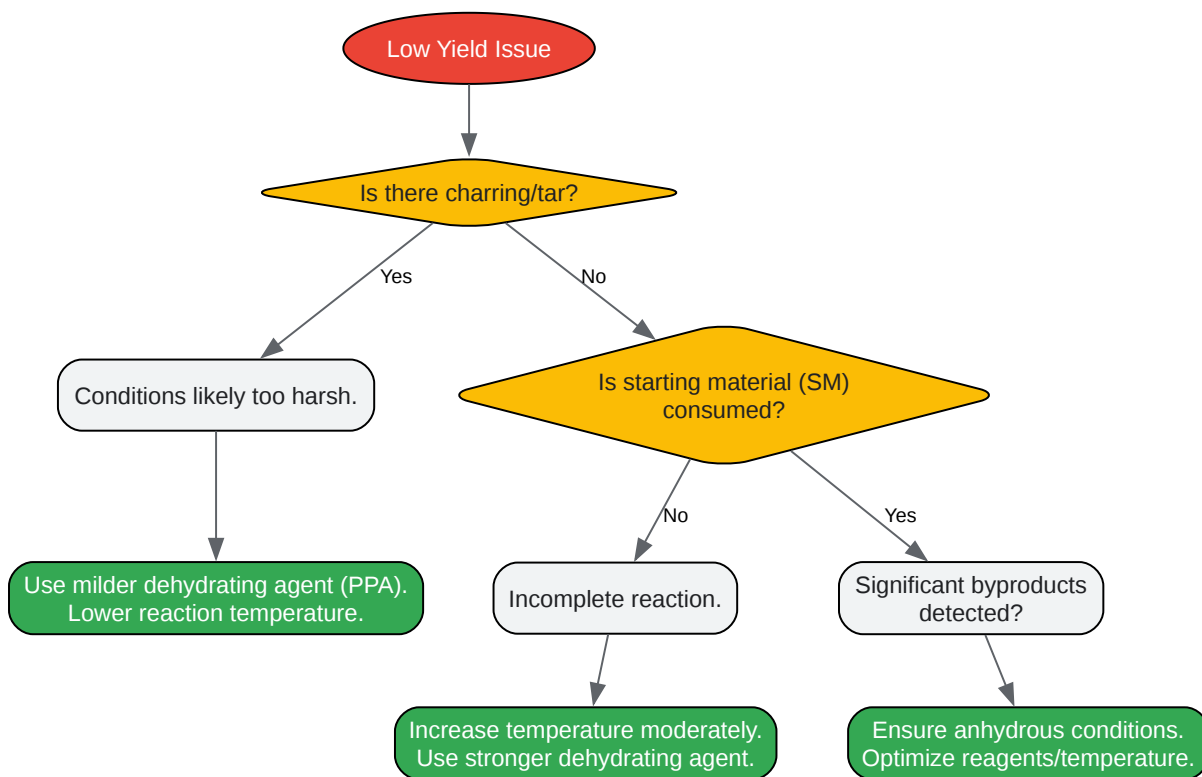 Low Yield Issue
Is there charring/tar?
Yes
No
Conditions likely too harsh.
Is starting material (SM)
consumed?
No
Yes
Use milder dehydrating agent (PPA).
Lower reaction temperature.
Incomplete reaction.
Significant byproducts
detected?
Increase temperature moderately.
Use stronger dehydrating agent.
Ensure anhydrous conditions.
Optimize reagents/temperature.